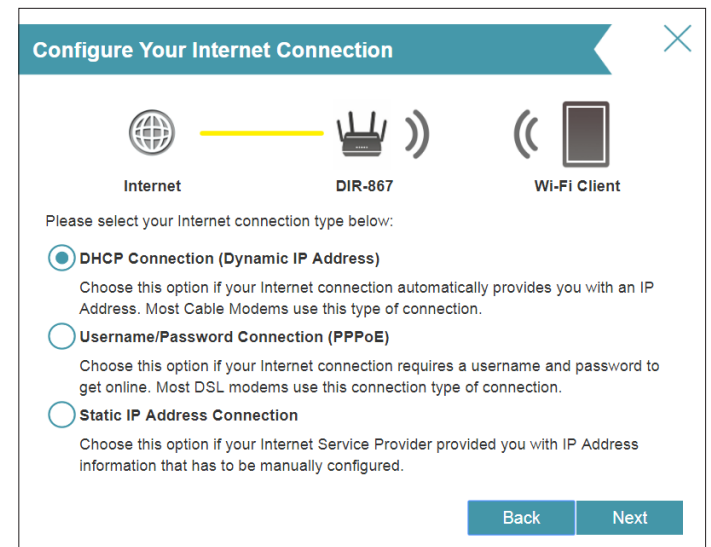 Configure Your Internet Connection
Internet
DIR-867
Wi-Fi Client
Please select your Internet connection type below:
DHCP Connection (Dynamic IP Address)
Choose this option if your Internet connection automatically provides you with an IP
Address. Most Cable Modems use this type of connection.
Username/Password Connection (PPPoE)
Choose this option if your Internet connection requires a username and password to
get online. Most DSL modems use this connection type of connection.
Static IP Address Connection
Choose this option if your Internet Service Provider provided you with IP Address
information that has to be manually configured.
Back
Next